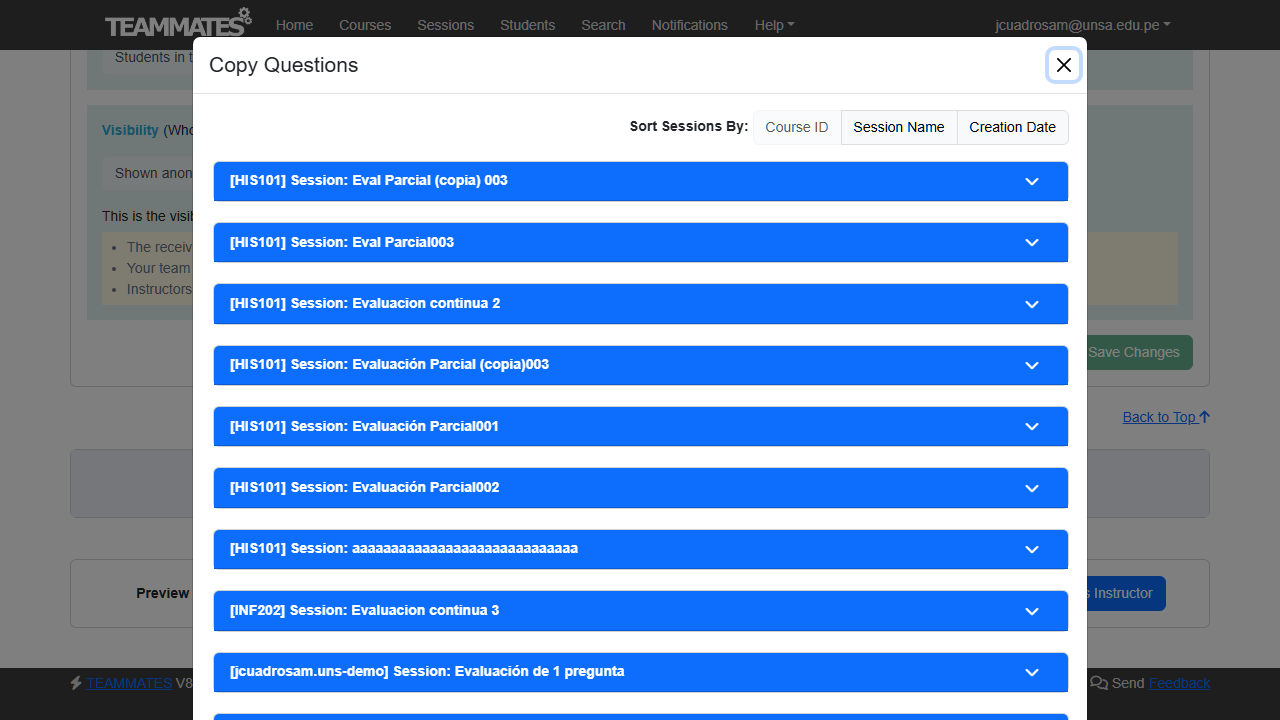 TEAMMATES Home Courses Sessions Students Search Notifications Help jcuadrosam@unsa.edu.pe
Students in t
Copy Questions
Visibility (Who
Sort Sessions By: Course ID Session Name Creation Date
Shown anon
[HIS101] Session: Eval Parcial (copia) 003
This is the visib
[HIS101] Session: Eval Parcial003
The receiv
Your team
Instructors
[HIS101] Session: Evaluacion continua 2
[HIS101] Session: Evaluación Parcial (copia)003
Save Changes
[HIS101] Session: Evaluación Parcial001
Back to Top
[HIS101] Session: Evaluación Parcial002
[HIS101] Session: aaaaaaaaaaaaaaaaaaaaaaaaaaaaa
[INF202] Session: Evaluacion continua 3
Preview
s Instructor
[jcuadrosam.uns-demo] Session: Evaluación de 1 pregunta
TEAMMATES V8
Send Feedback